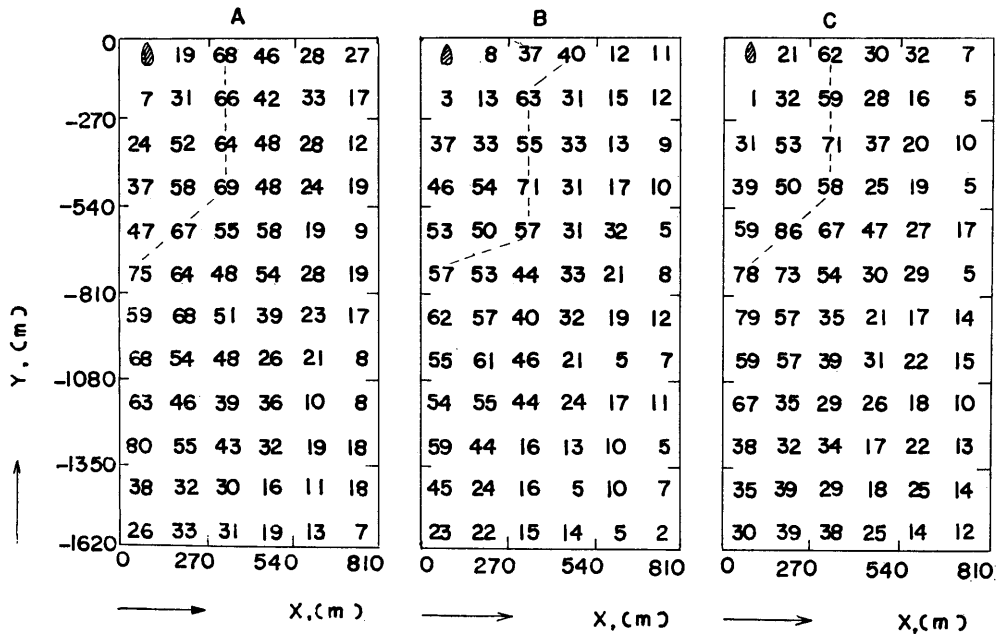 A B C
0 19 68 46 28 27 8 37 40 12 11 21 62 30 32 7
7 31 66 42 33 17 3 13 63 31 15 12 1 32 59 28 16 5
-270
24 52 64 48 28 12 37 33 55 33 13 9 31 53 71 37 20 10
37 58 69 48 24 19 46 54 71 31 17 10 39 50 58 25 19 5
-540
47 67 55 58 19 9 53 50 57 31 32 5 59 86 67 47 27 17
75 64 48 54 28 19 57 53 44 33 21 8 78 73 54 30 29 5
-810
59 68 51 39 23 17 62 57 40 32 19 12 79 57 35 21 17 14
68 54 48 26 21 8 55 61 46 21 5 7 59 57 39 31 22 15
-1080
63 46 39 36 10 8 54 55 44 24 17 11 67 35 29 26 18 10
80 55 43 32 19 18 59 44 16 13 10 5 38 32 34 17 22 13
-1350
38 32 30 16 11 18 45 24 16 5 10 7 35 39 29 18 25 14
26 33 31 19 13 7 23 22 15 14 5 2 30 39 38 25 14 12
-1620
0 270 540 810 0 270 540 810 0 270 540 810
X,(m) X,(m) X,(m)
Y,(m)